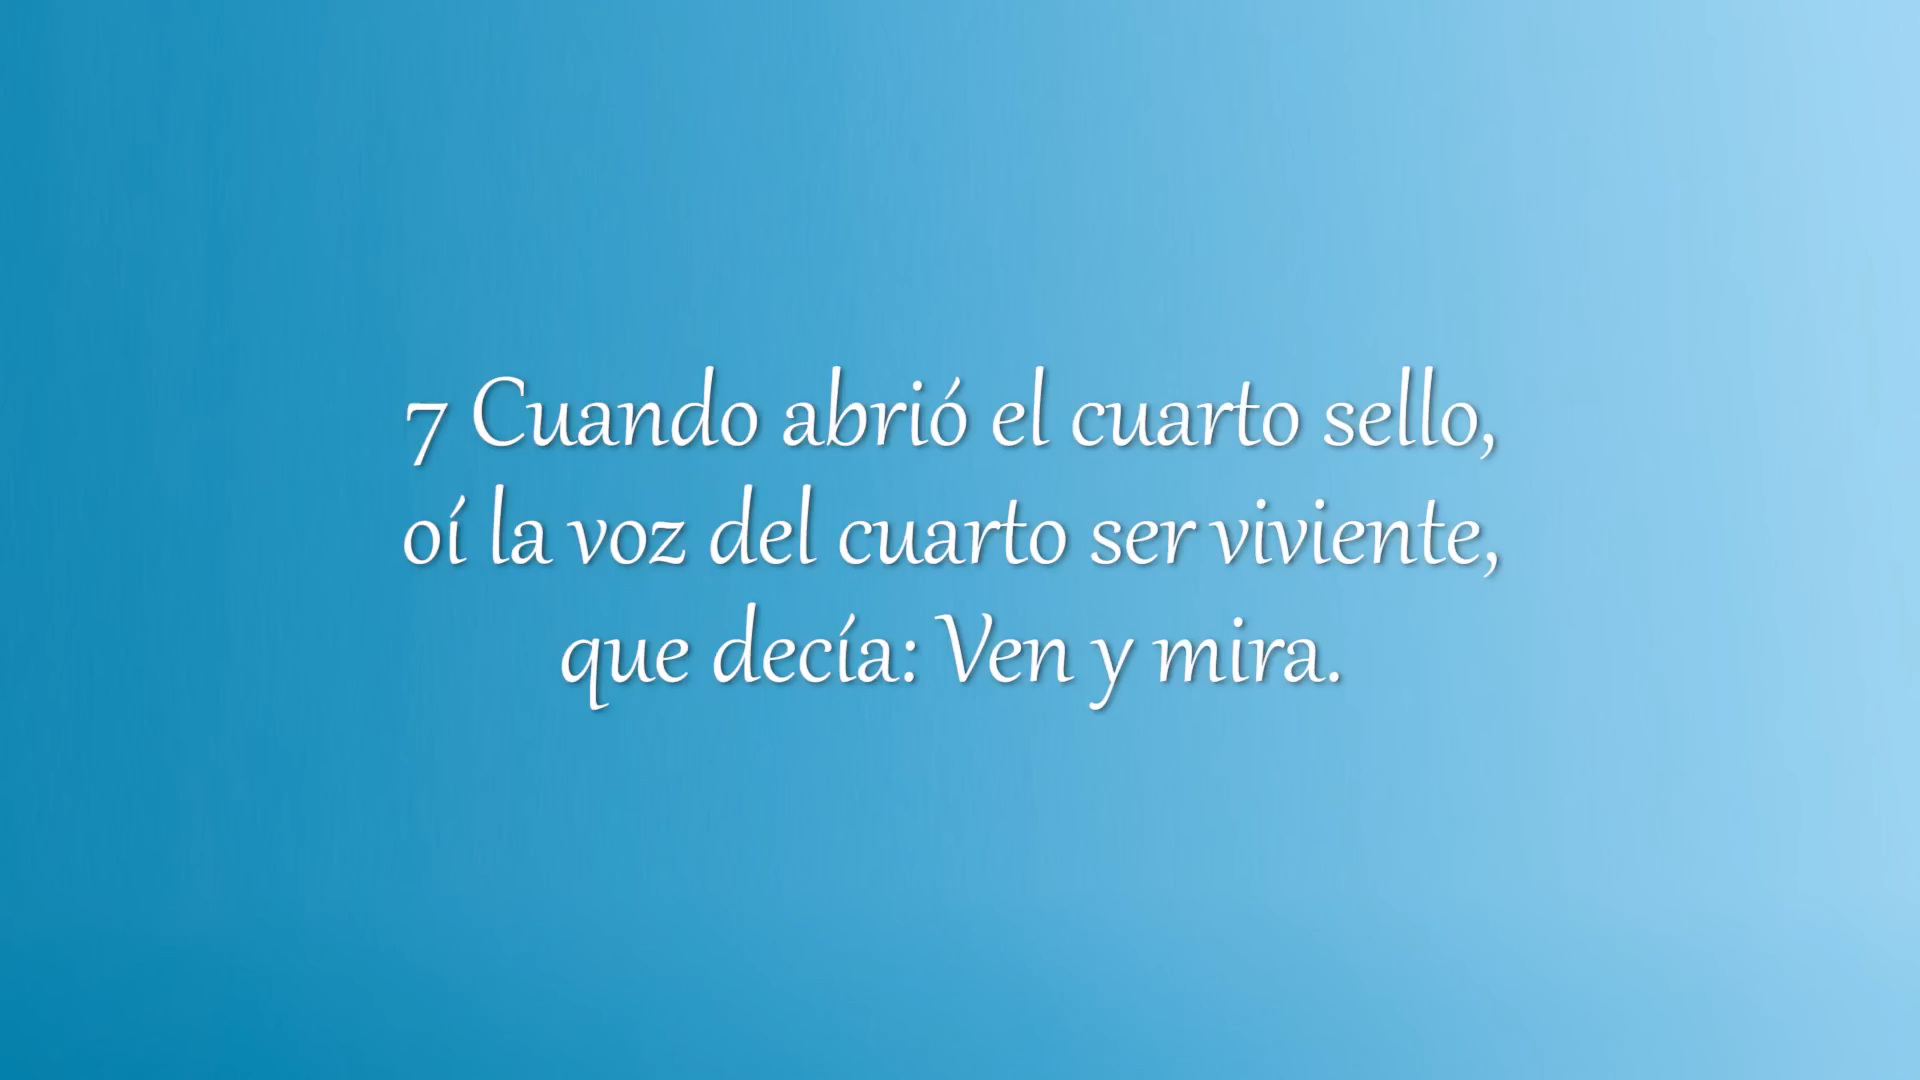 7 Cuando abrió el cuarto sello,
oí la voz del cuarto ser viviente,
que decía: Ven y mira.